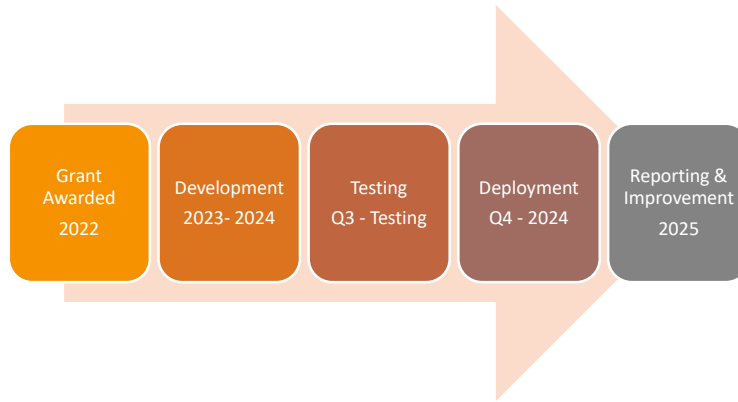 Grant
Awarded
2022
Development
2023- 2024
Testing
Q3 - Testing
Deployment
Q4 - 2024
Reporting &
Improvement
2025